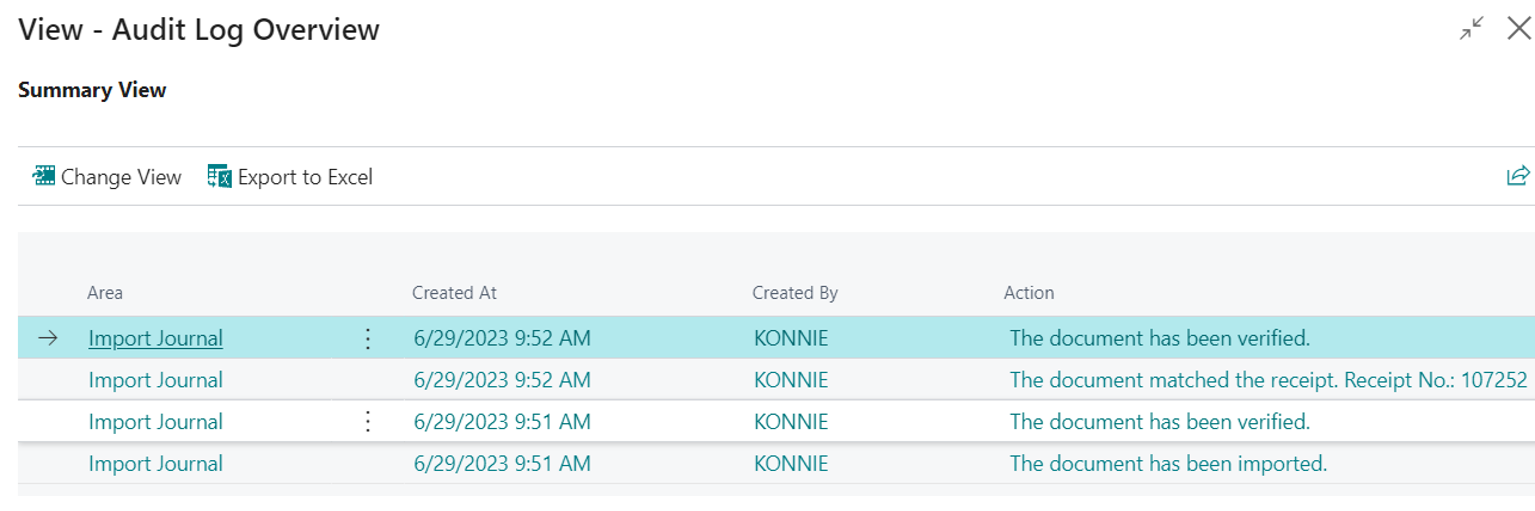 View - Audit Log Overview
Summary View
Change View Export to Excel
Area Created At Created By Action
Import Journal 6/29/2023 9:52 AM KONNIE The document has been verified.
Import Journal 6/29/2023 9:52 AM KONNIE The document matched the receipt. Receipt No.: 107252
Import Journal 6/29/2023 9:51 AM KONNIE The document has been verified.
Import Journal 6/29/2023 9:51 AM KONNIE The document has been imported.